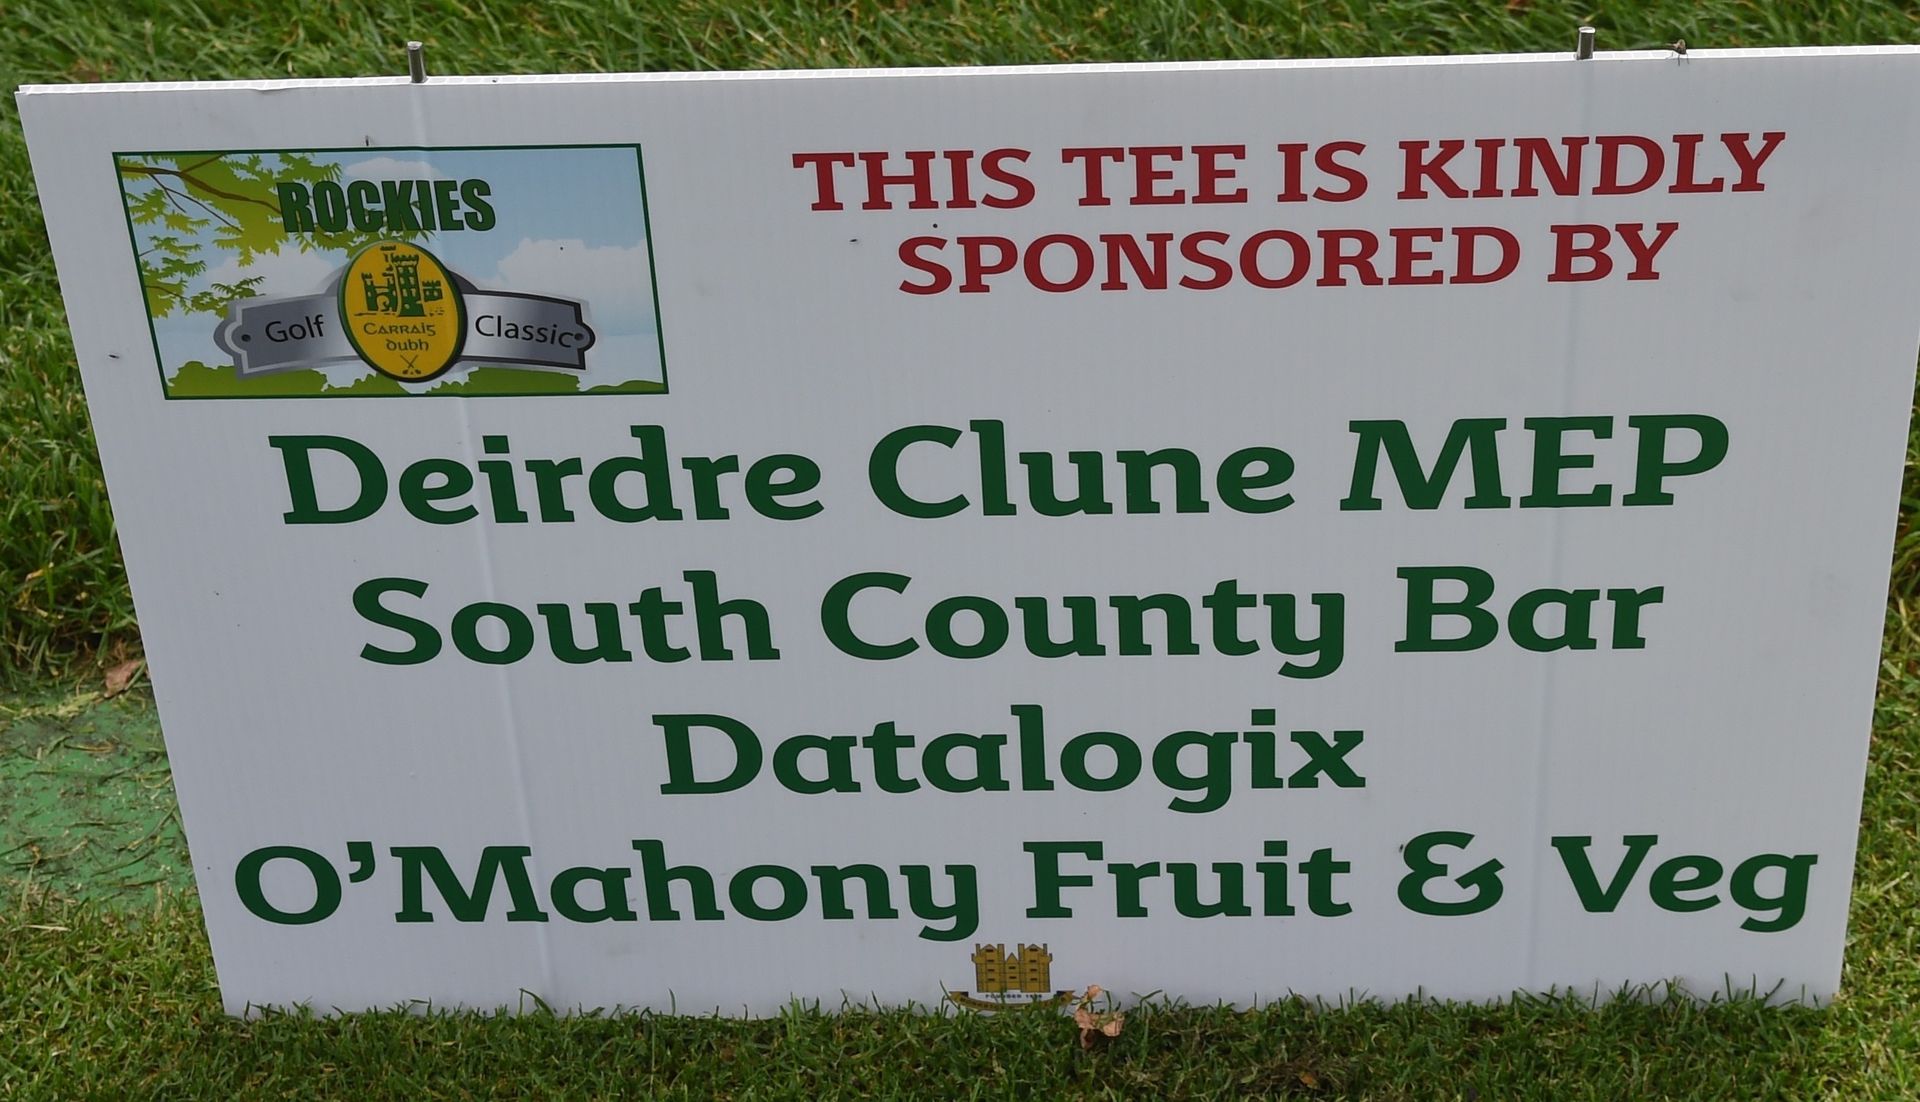 ROCKIES
Golf Classic
CARRAIG
dubh
THIS TEE IS KINDLY
SPONSORED BY
Deirdre Clune MEP
South County Bar
Datalogix
O'Mahony Fruit & Veg
FOUNDED